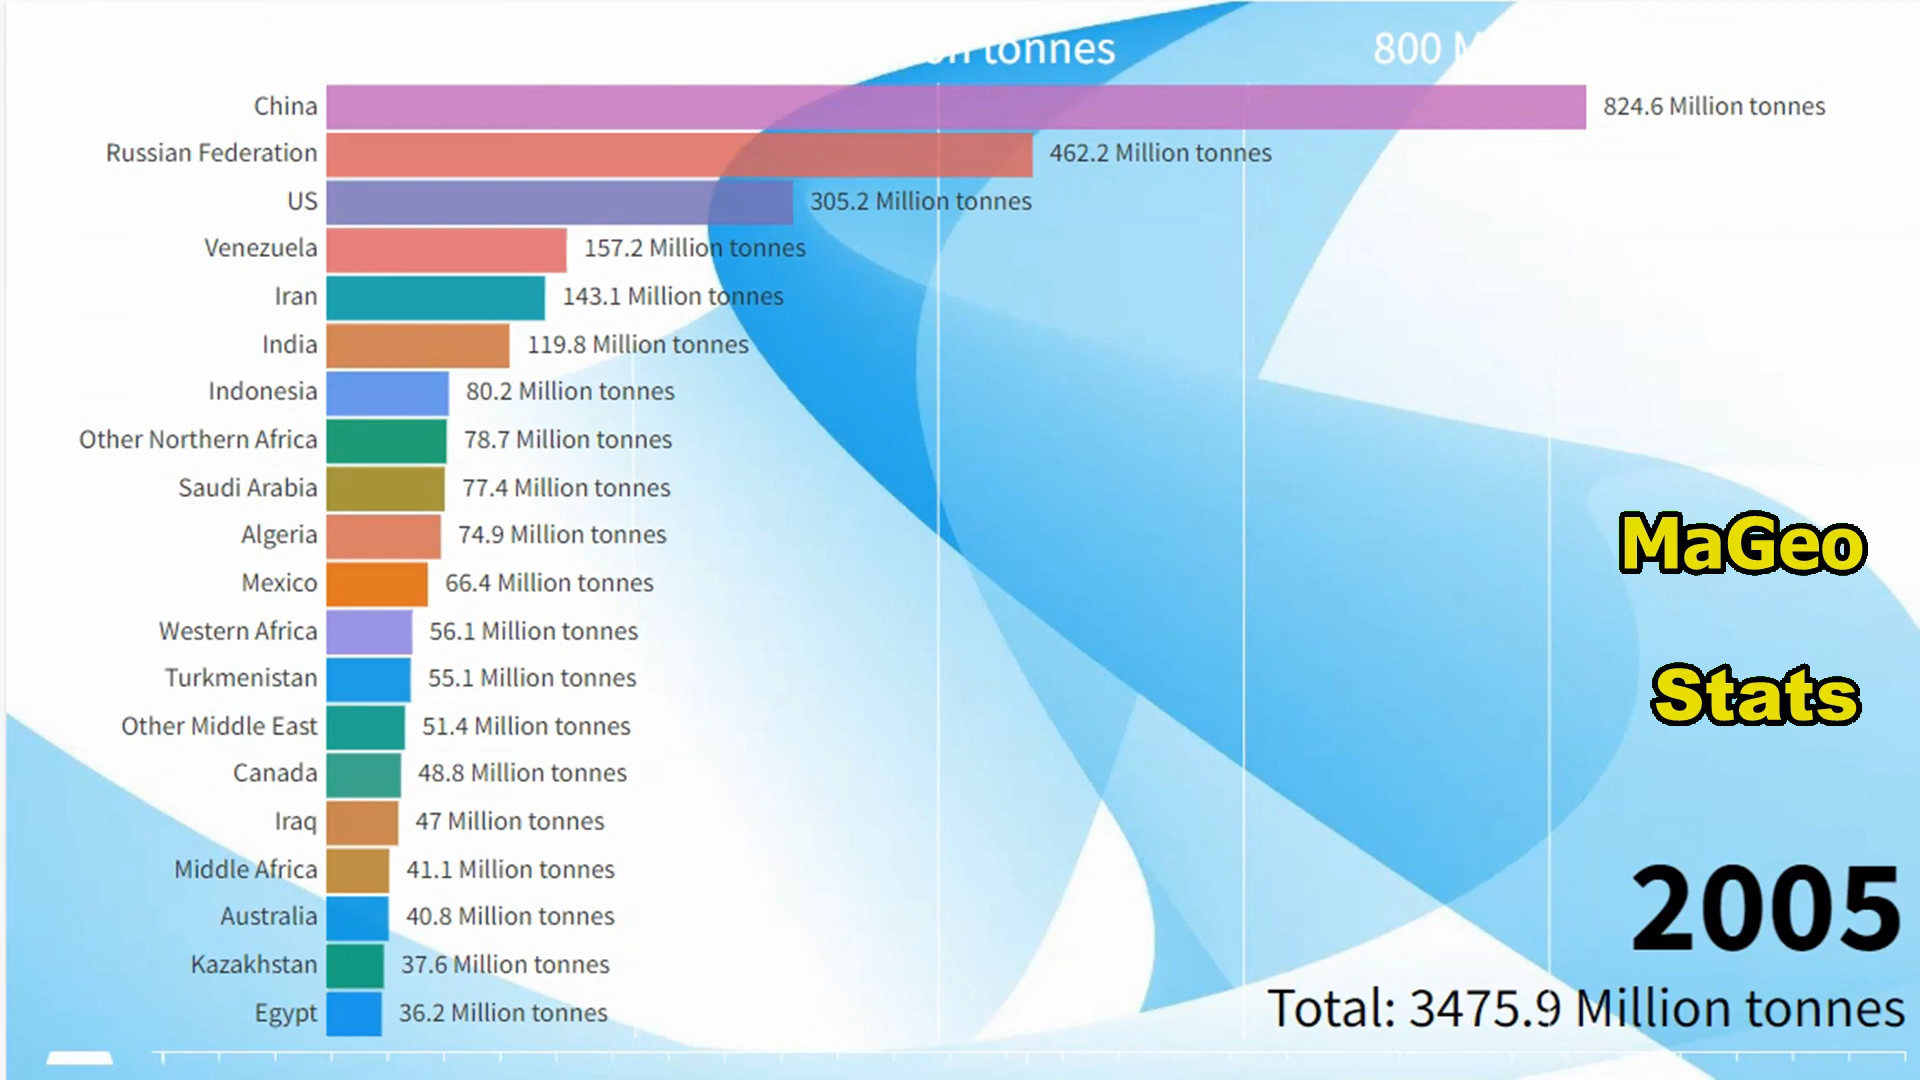 tonnes
800
China 824.6 Million tonnes
Russian Federation 462.2 Million tonnes
US 305.2 Million tonnes
Venezuela 157.2 Million tonnes
Iran 143.1 Million tonnes
India 119.8 Million tonnes
Indonesia 80.2 Million tonnes
Other Northern Africa 78.7 Million tonnes
Saudi Arabia 77.4 Million tonnes
Algeria 74.9 Million tonnes
Mexico 66.4 Million tonnes
Western Africa 56.1 Million tonnes
Turkmenistan 55.1 Million tonnes
Other Middle East 51.4 Million tonnes
Canada 48.8 Million tonnes
Iraq 47 Million tonnes
Middle Africa 41.1 Million tonnes
Australia 40.8 Million tonnes
Kazakhstan 37.6 Million tonnes
Egypt 36.2 Million tonnes
MaGeo
Stats
2005
Total: 3475.9 Million tonnes